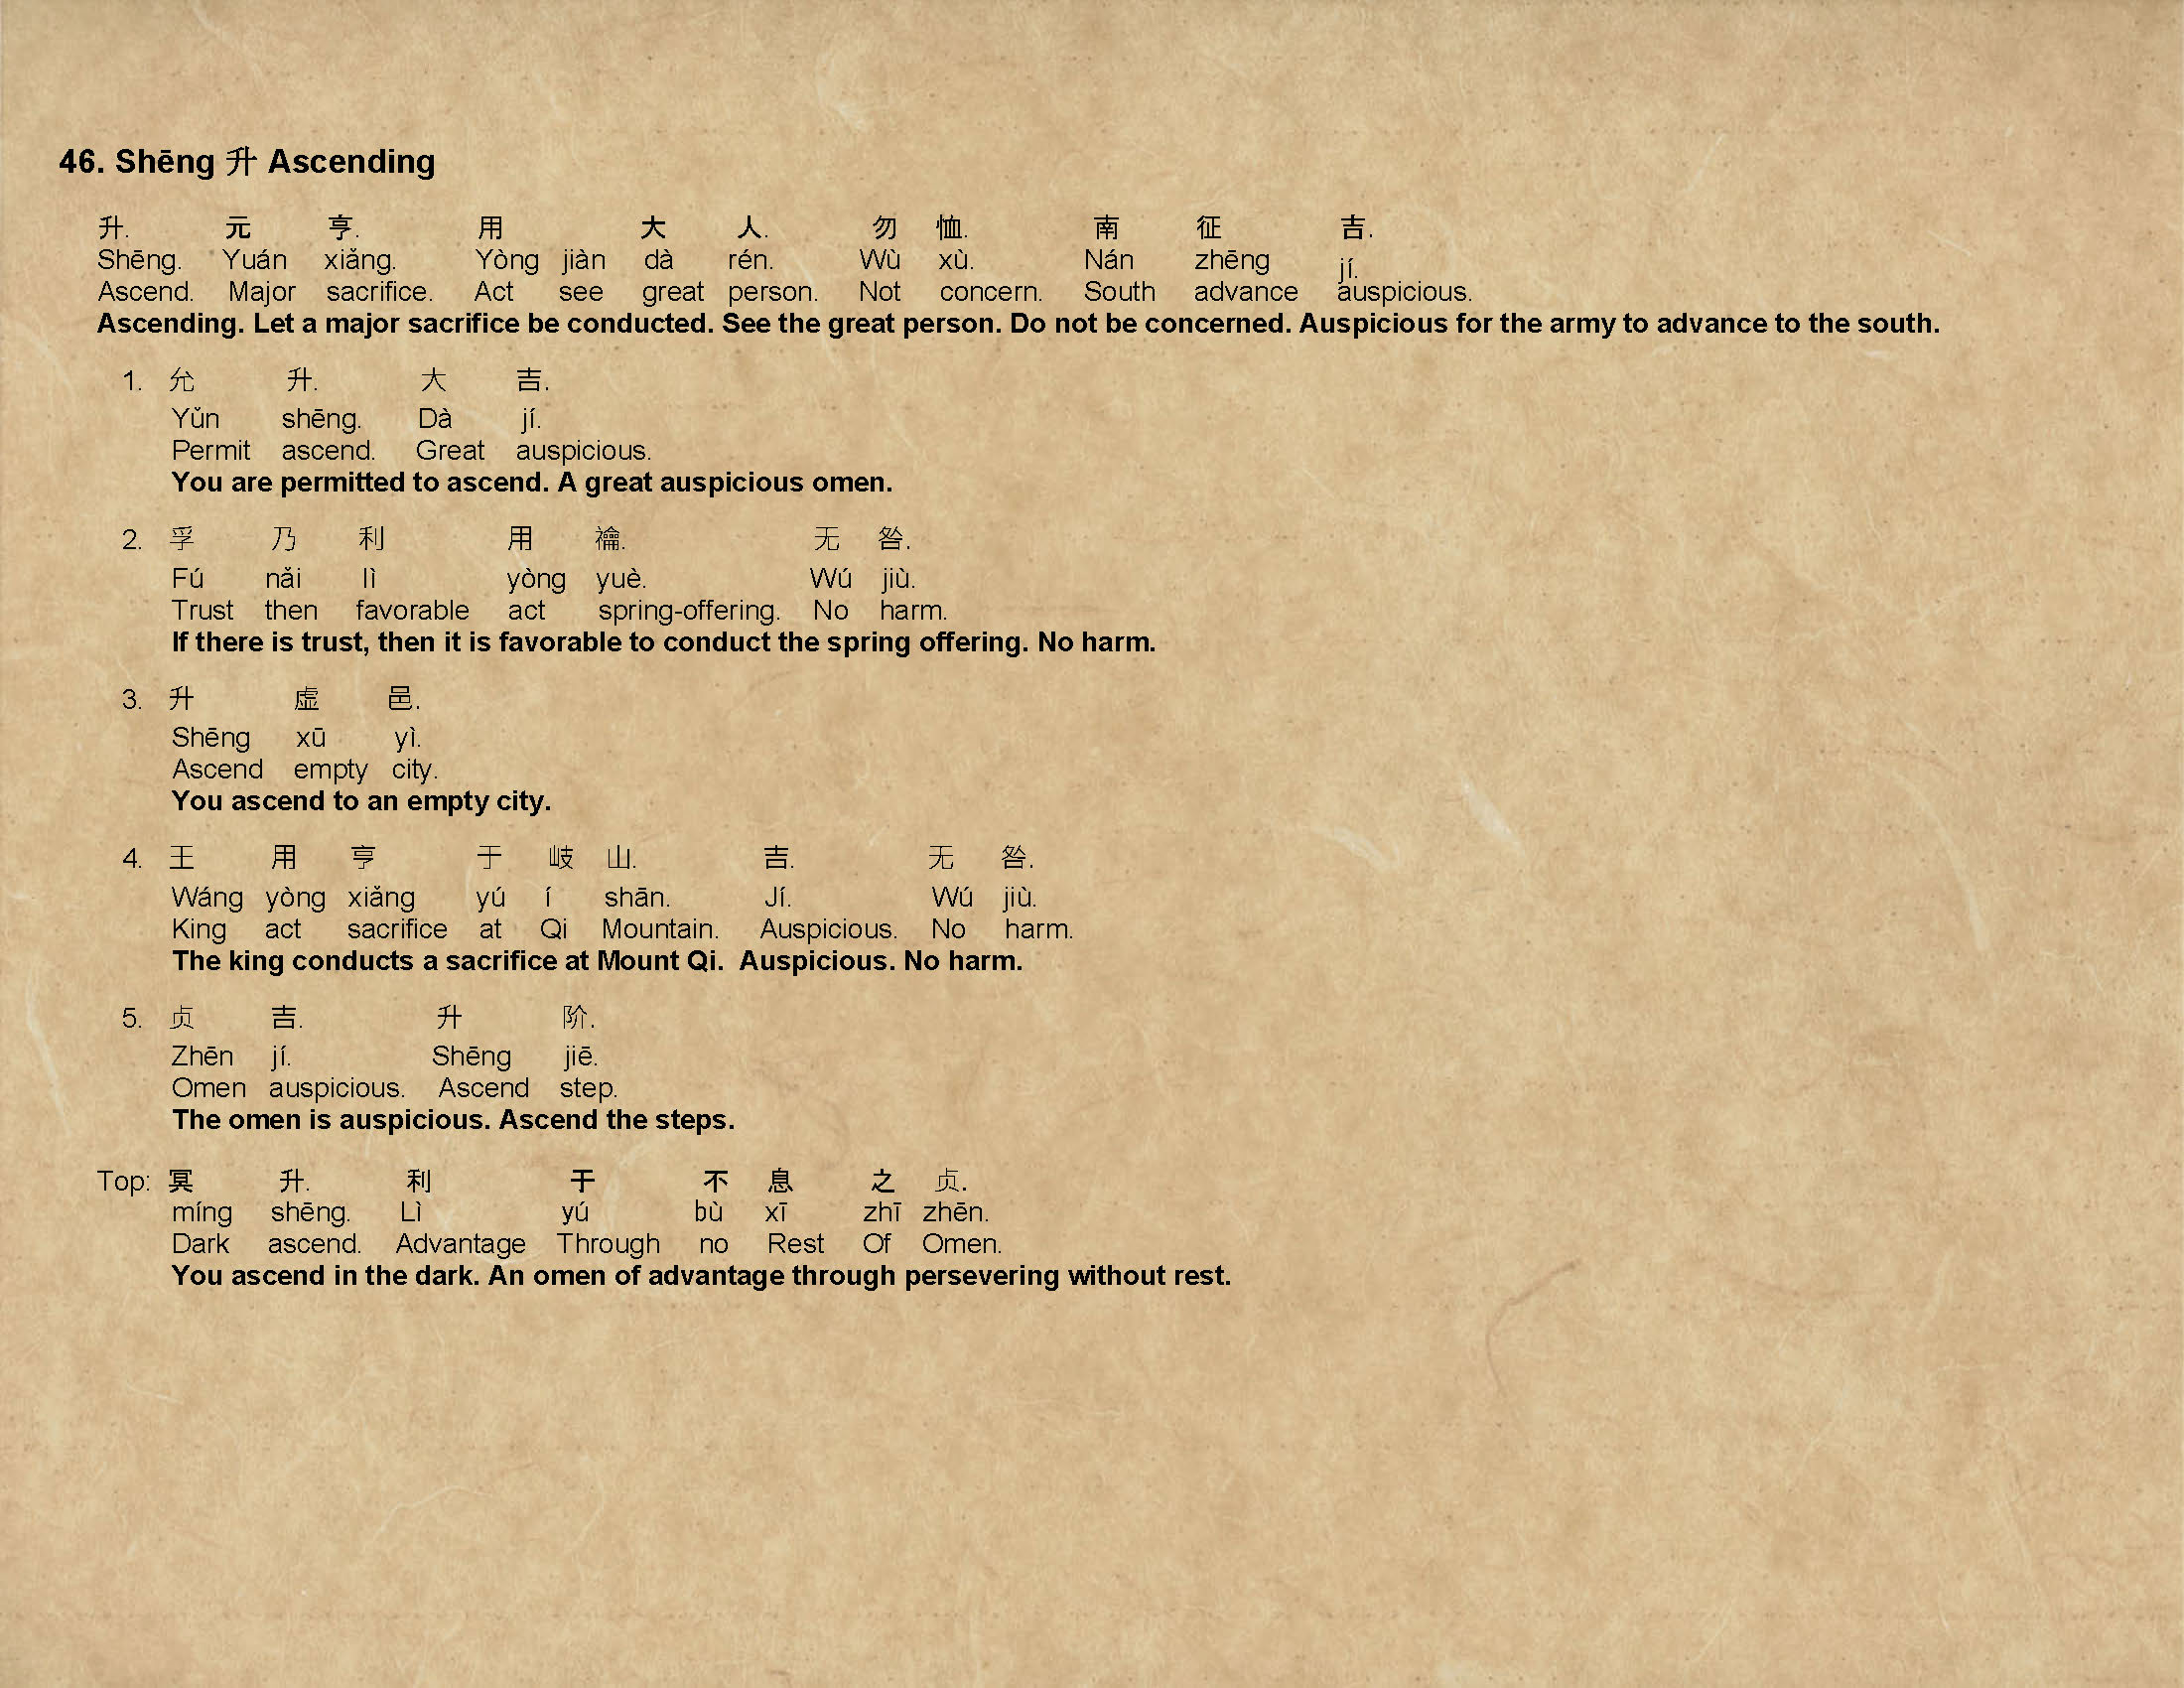 46. Shēng 升 Ascending
升. 元 亨. 用 大 人. 勿 恤. 南 征 吉.
Shēng. Yuán xiǎng. Yòng jiàn dà rén. Wù xù. Nán zhēng jí.
Ascend. Major sacrifice. Act see great person. Not concern. South advance auspicious.
Ascending. Let a major sacrifice be conducted. See the great person. Do not be concerned. Auspicious for the army to advance to the south.
1. 允 升. 大 吉.
Yǔn shēng. Dà jí.
Permit ascend. Great auspicious.
You are permitted to ascend. A great auspicious omen.
2. 孚 乃 利 用 禴. 无 咎.
Fú nǎi lì yòng yuè. Wú jiù.
Trust then favorable act spring-offering. No harm.
If there is trust, then it is favorable to conduct the spring offering. No harm.
3. 升 虚 邑.
Shēng xū yì.
Ascend empty city.
You ascend to an empty city.
4. 王 用 亨 于 岐 山. 吉. 无 咎.
Wáng yòng xiǎng yú í shān. Jí. Wú jiù.
King act sacrifice at Qi Mountain. Auspicious. No harm.
The king conducts a sacrifice at Mount Qi. Auspicious. No harm.
5. 贞 吉. 升 阶.
Zhēn jí. Shēng jiē.
Omen auspicious. Ascend step.
The omen is auspicious. Ascend the steps.
Top: 冥 升. 利 于 不 息 之 贞.
míng shēng. Lì yú bù xī zhī zhēn.
Dark ascend. Advantage Through no Rest Of Omen.
You ascend in the dark. An omen of advantage through persevering without rest.